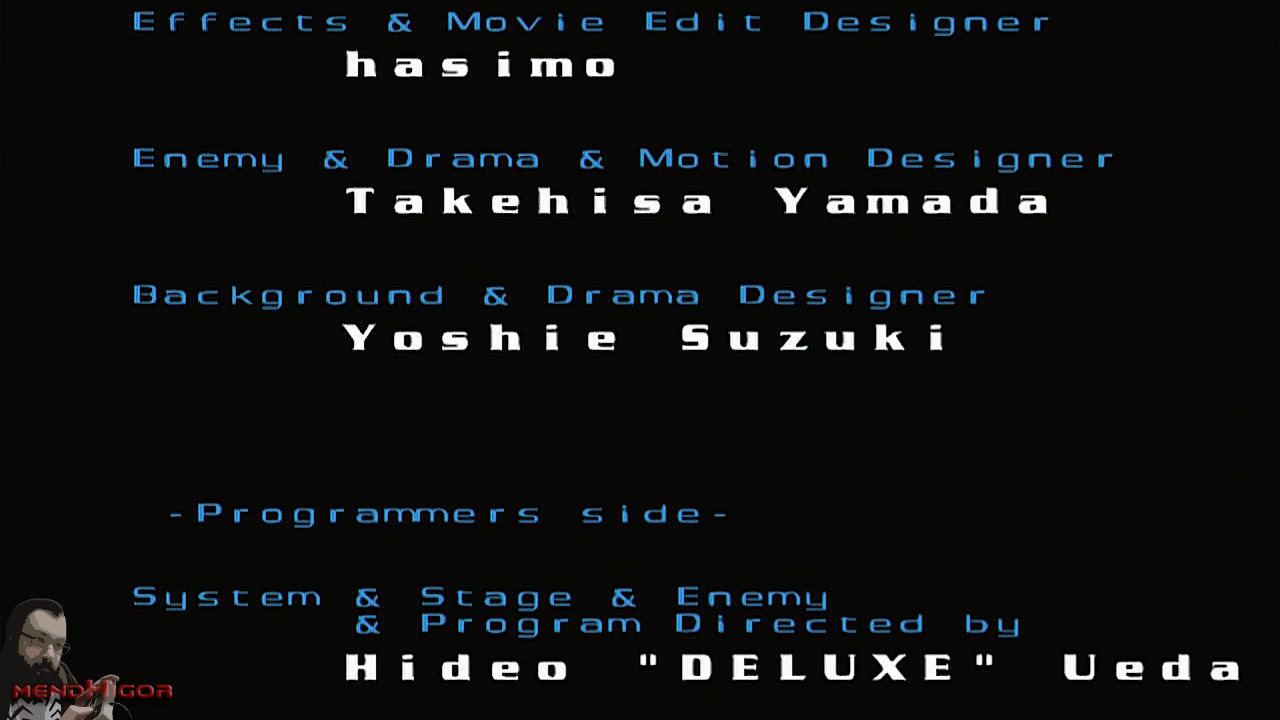 Effects & Movie Edit Designer
hasimo
Enemy & Drama & Motion Designer
Takehisa Yamada
Background & Drama Designer
Yoshie Suzuki
-Programmers side-
System & Stage & Enemy
& Program Directed by
Hideo "DELUXE" Ueda